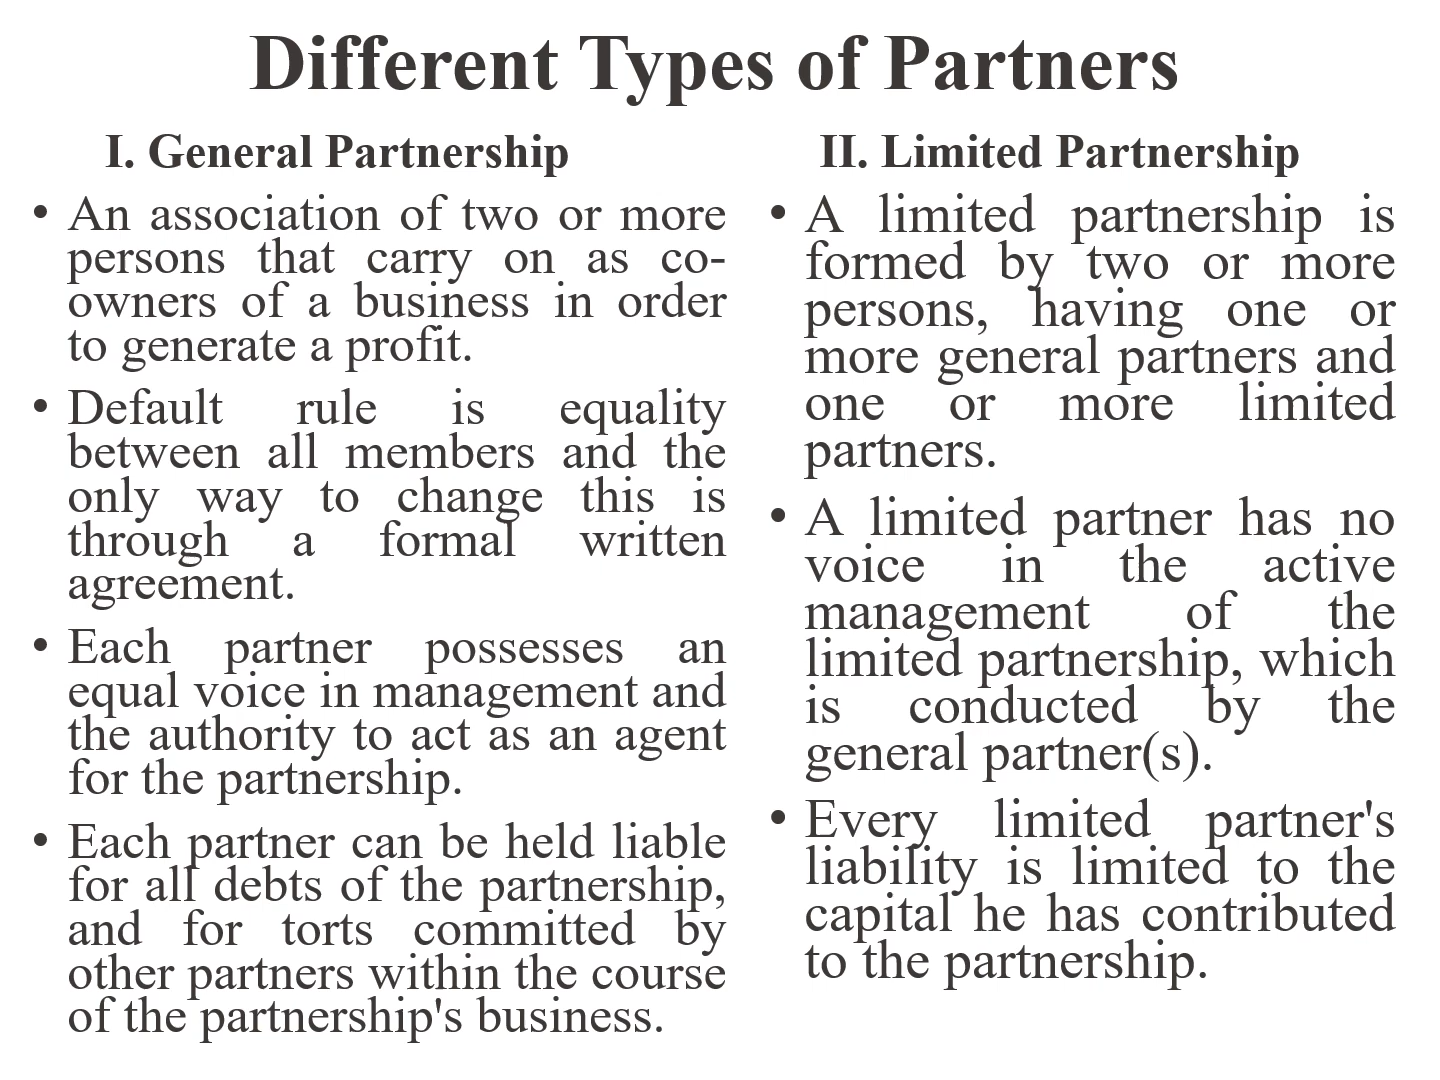 Different Types of Partners
I. General Partnership
• An association of two or more
persons that carry on as co-
owners of a business in order
to generate a profit.
• Default rule is equality
between all members and the
only way to change this is
through a formal written
agreement.
• Each partner possesses an
equal voice in management and
the authority to act as an agent
for the partnership.
• Each partner can be held liable
for all debts of the partnership,
and for torts committed by
other partners within the course
of the partnership's business.
II. Limited Partnership
• A limited partnership is
formed by two or more
persons, having one or
more general partners and
one or more limited
partners.
• A limited partner has no
voice in the active
management of the
limited partnership, which
is conducted by the
general partner(s).
• Every limited partner's
liability is limited to the
capital he has contributed
to the partnership.